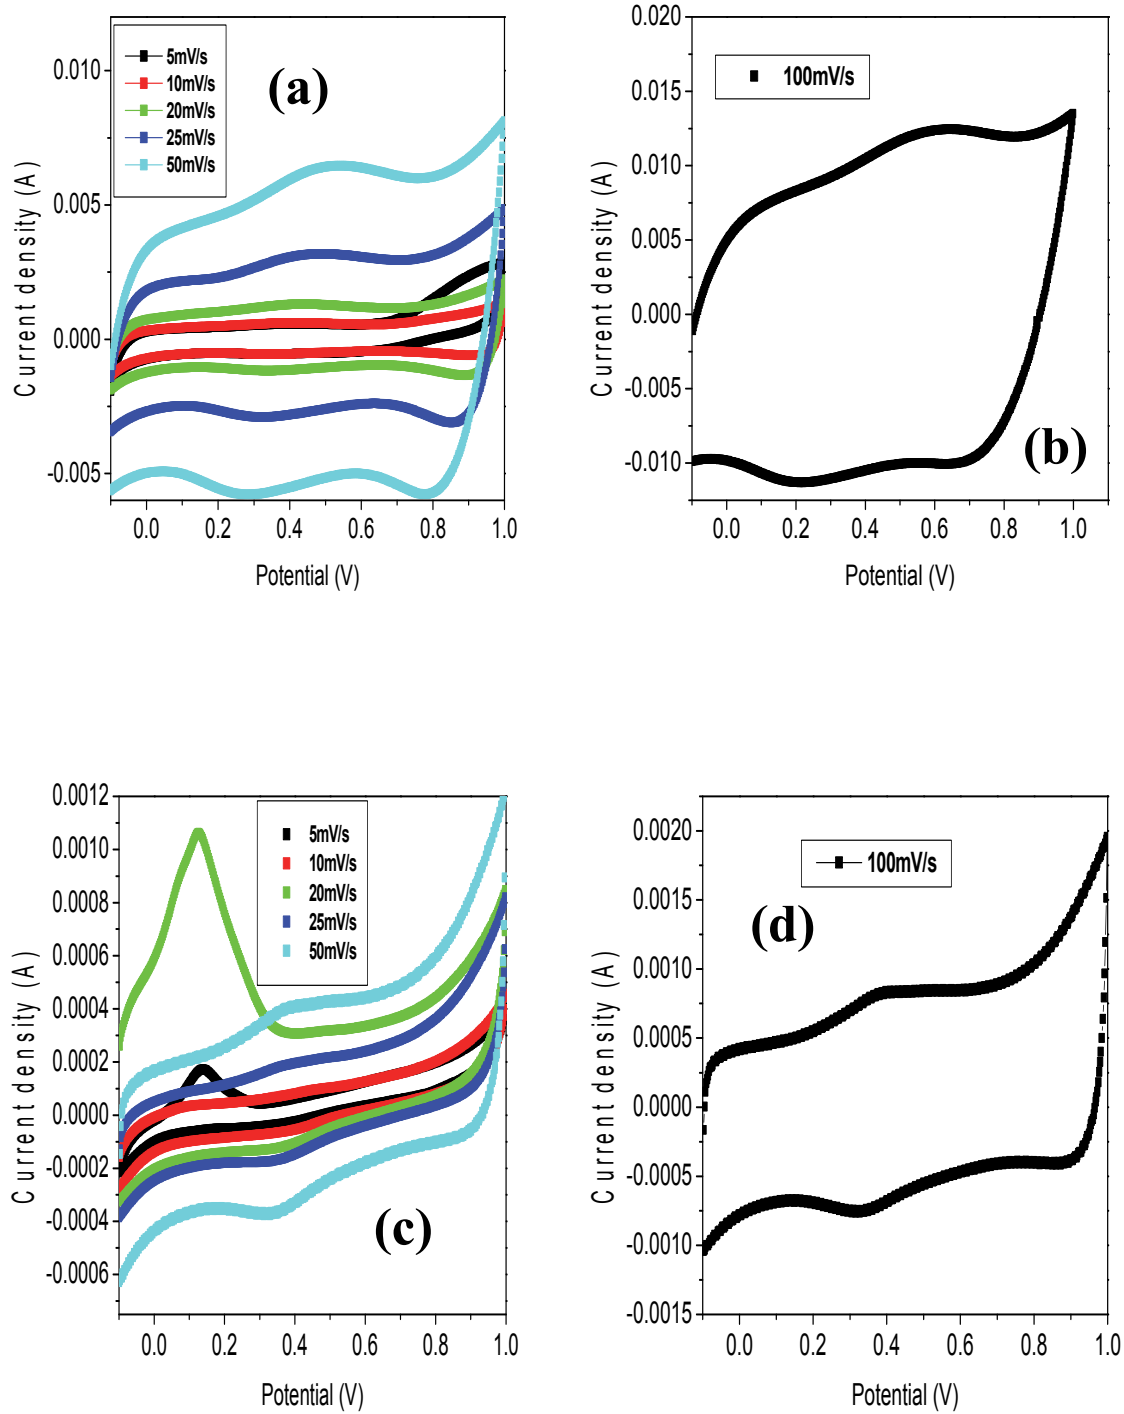 0.010
0.005
0.000
-0.005
Current density (A)
5mV/s
10mV/s
20mV/s
25mV/s
50mV/s
(a)
0.0 0.2 0.4 0.6 0.8 1.0
Potential (V)
0.020
0.015
0.010
0.005
0.000
-0.005
-0.010
Current density (A)
100mV/s
(b)
0.0 0.2 0.4 0.6 0.8 1.0
Potential (V)
0.0012
0.0010
0.0008
0.0006
0.0004
0.0002
0.0000
-0.0002
-0.0004
-0.0006
Current density (A)
5mV/s
10mV/s
20mV/s
25mV/s
50mV/s
(c)
0.0 0.2 0.4 0.6 0.8 1.0
Potential (V)
0.0020
0.0015
0.0010
0.0005
0.0000
-0.0005
-0.0010
-0.0015
Current density (A)
100mV/s
(d)
0.0 0.2 0.4 0.6 0.8 1.0
Potential (V)